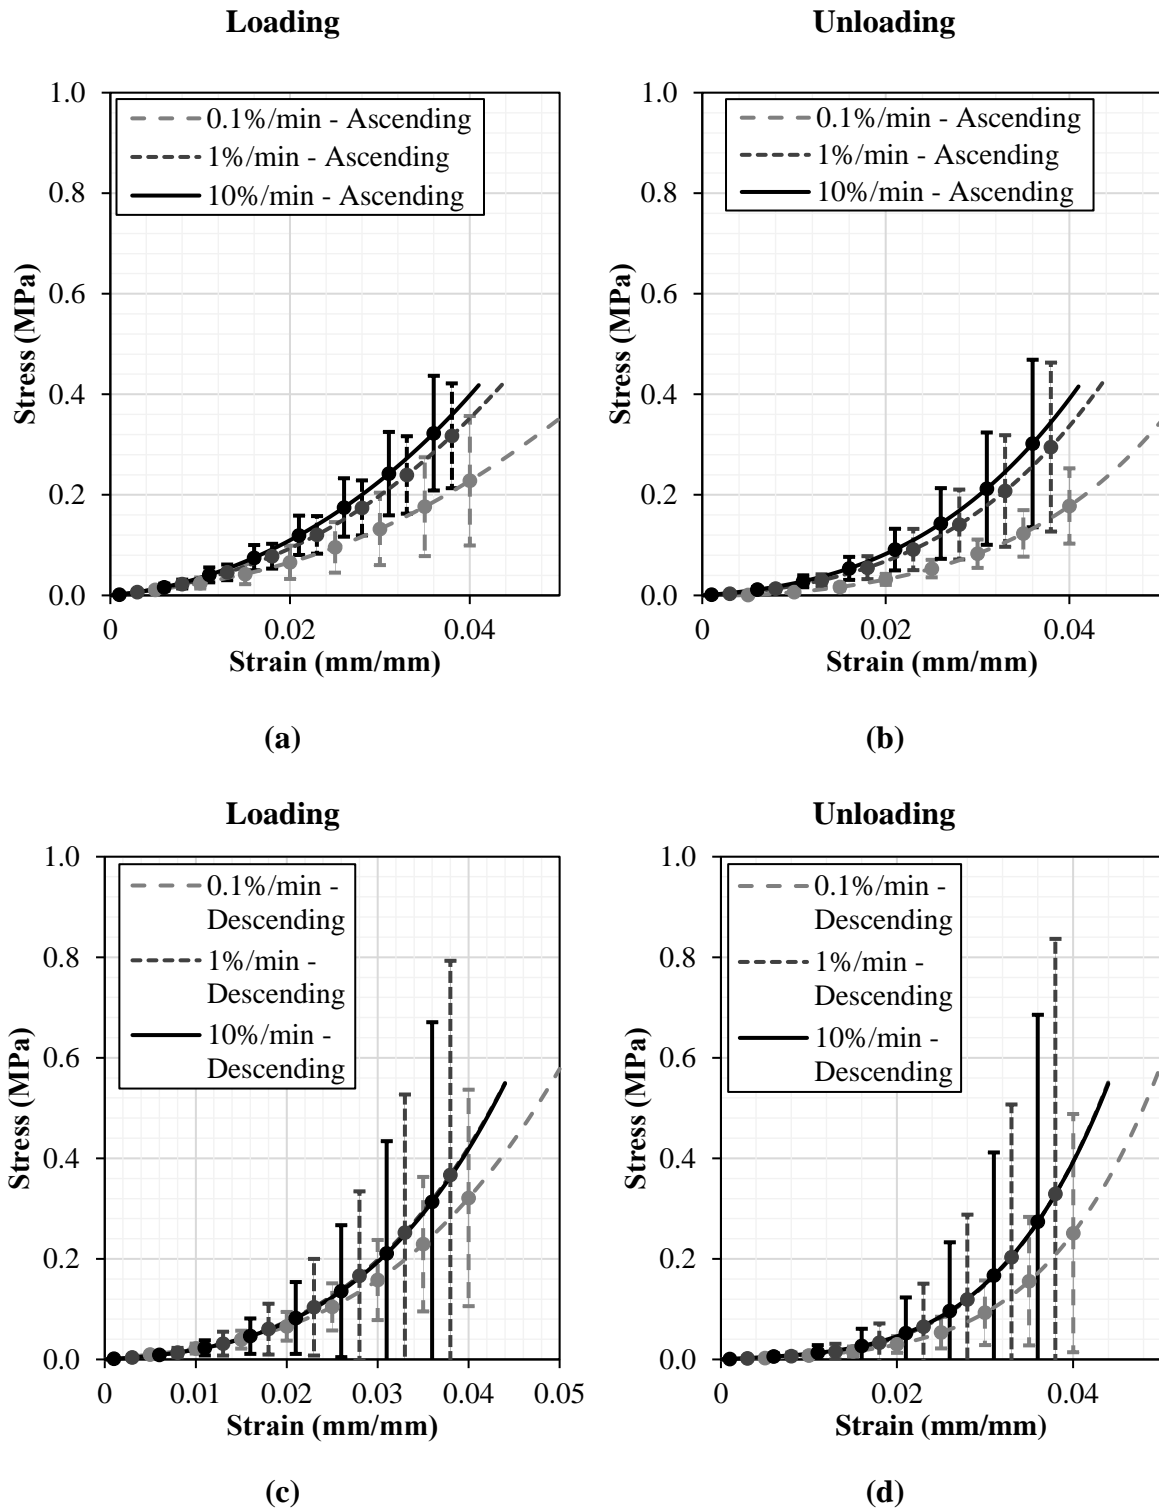 Loading
1.0
0.8
0.6
0.4
0.2
0.0
0
0.02
0.04
Stress (MPa)
Strain (mm/mm)
0.1%/min - Ascending
1%/min - Ascending
10%/min - Ascending
(a)
Unloading
1.0
0.8
0.6
0.4
0.2
0.0
0
0.02
0.04
Stress (MPa)
Strain (mm/mm)
0.1%/min - Ascending
1%/min - Ascending
10%/min - Ascending
(b)
Loading
1.0
0.8
0.6
0.4
0.2
0.0
0
0.01
0.02
0.03
0.04
0.05
Stress (MPa)
Strain (mm/mm)
0.1%/min -
Descending
1%/min -
Descending
10%/min -
Descending
(c)
Unloading
1.0
0.8
0.6
0.4
0.2
0.0
0
0.02
0.04
Stress (MPa)
Strain (mm/mm)
0.1%/min -
Descending
1%/min -
Descending
10%/min -
Descending
(d)